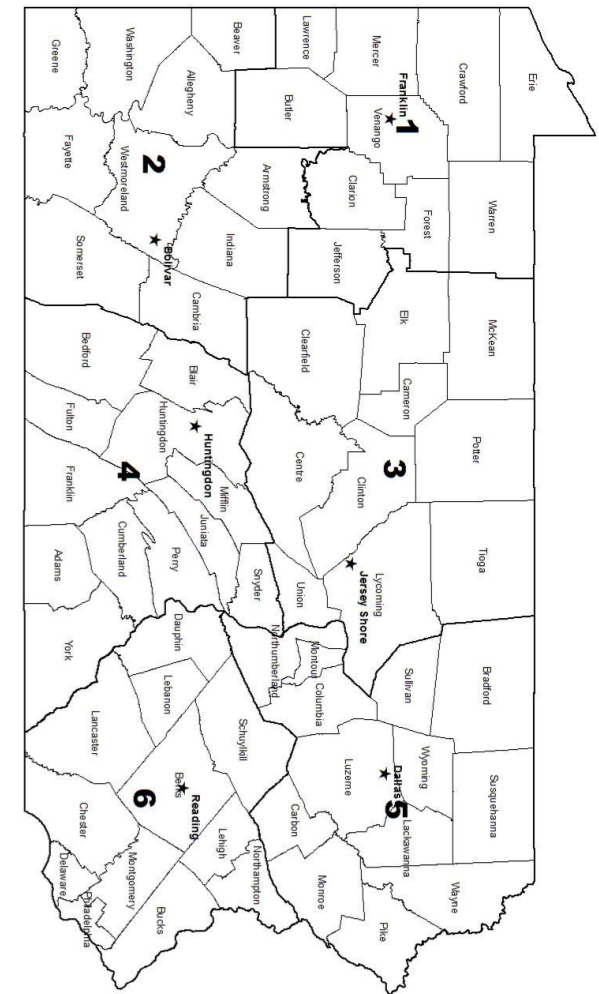 Erie
Crawford
Mercer
Lawrence
Beaver
Washington
Greene
Warren
Forest
Venango
Franklin
1
Clarion
Butler
Allegheny
Armstrong
Westmoreland
2
Fayette
McKean
Elk
Jefferson
Indiana
Bolivar
Somerset
Cambria
Cameron
Clearfield
Potter
Clinton
3
Centre
Blair
Bedford
Huntingdon
Huntingdon
4
Fulton
Mifflin
Juniata
Franklin
Tioga
Lycoming
Jersey Shore
Union
Snyder
Perry
Cumberland
Adams
Bradford
Sullivan
Montour
Northumberland
Columbia
Dauphin
York
Susquehanna
Wyoming
Dallas
5
Lackawanna
Luzerne
Schuylkill
Lebanon
Lancaster
Wayne
Pike
Monroe
Carbon
Northampton
Lehigh
Reading
Berks
6
Chester
Montgomery
Bucks
Delaware
Philadelphia